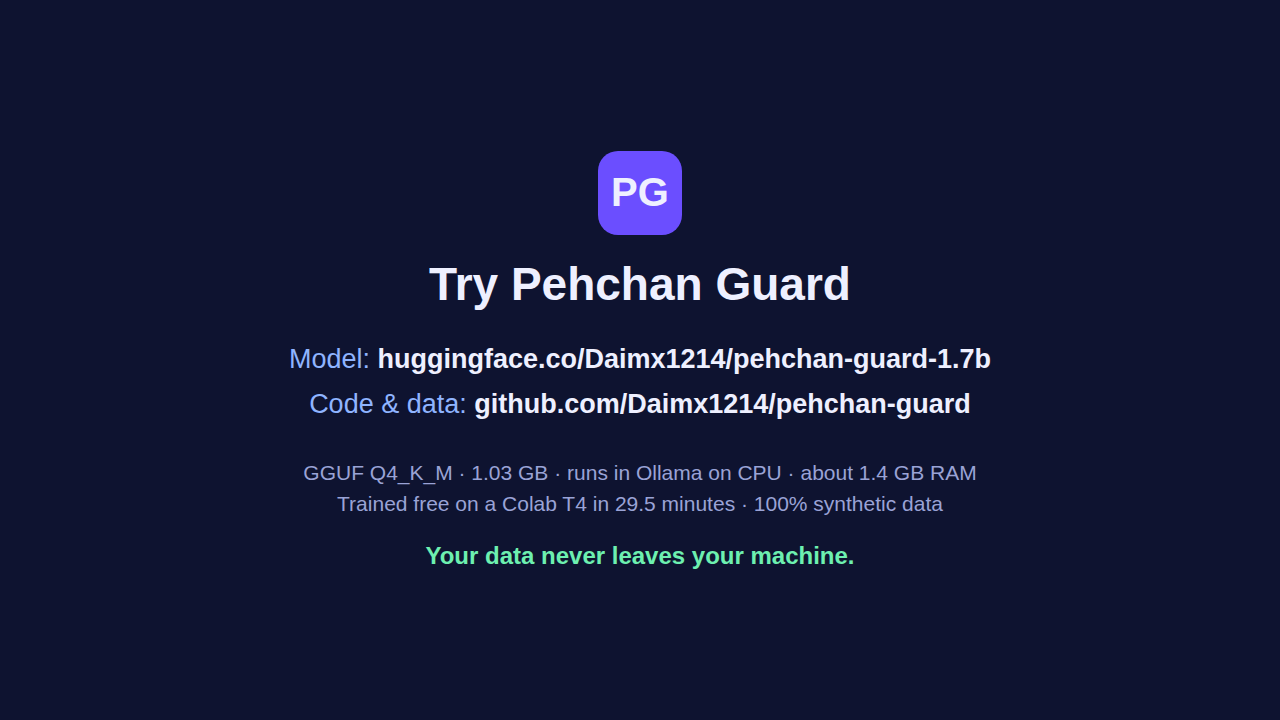 PG
Try Pehchan Guard
Model: huggingface.co/Daimx1214/pehchan-guard-1.7b
Code & data: github.com/Daimx1214/pehchan-guard
GGUF Q4_K_M · 1.03 GB · runs in Ollama on CPU · about 1.4 GB RAM
Trained free on a Colab T4 in 29.5 minutes · 100% synthetic data
Your data never leaves your machine.